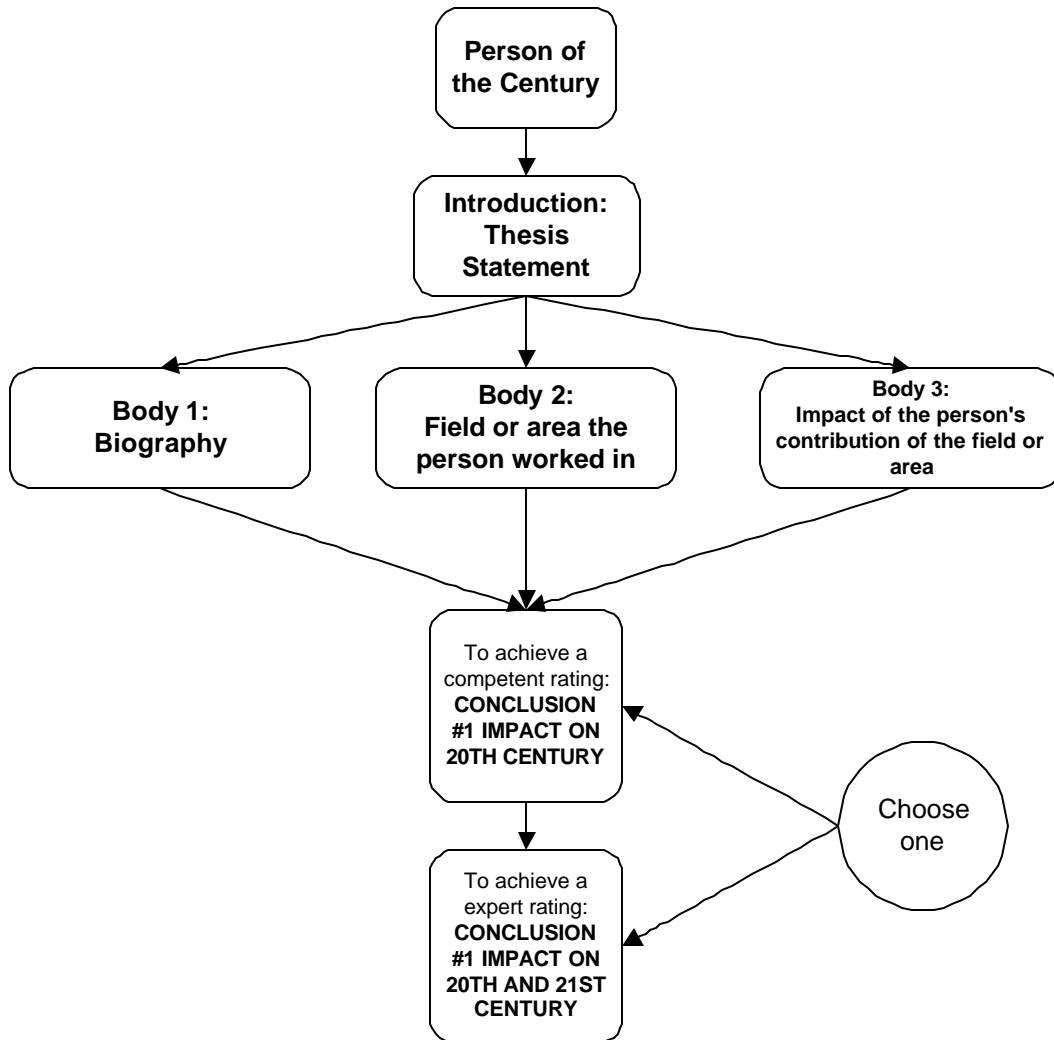 Person of
the Century
Introduction:
Thesis
Statement
Body 1:
Biography
Body 2:
Field or area the
person worked in
Body 3:
Impact of the person's
contribution of the field or
area
To achieve a
competent rating:
CONCLUSION
#1 IMPACT ON
20TH CENTURY
Choose
one
To achieve a
expert rating:
CONCLUSION
#1 IMPACT ON
20TH AND 21ST
CENTURY